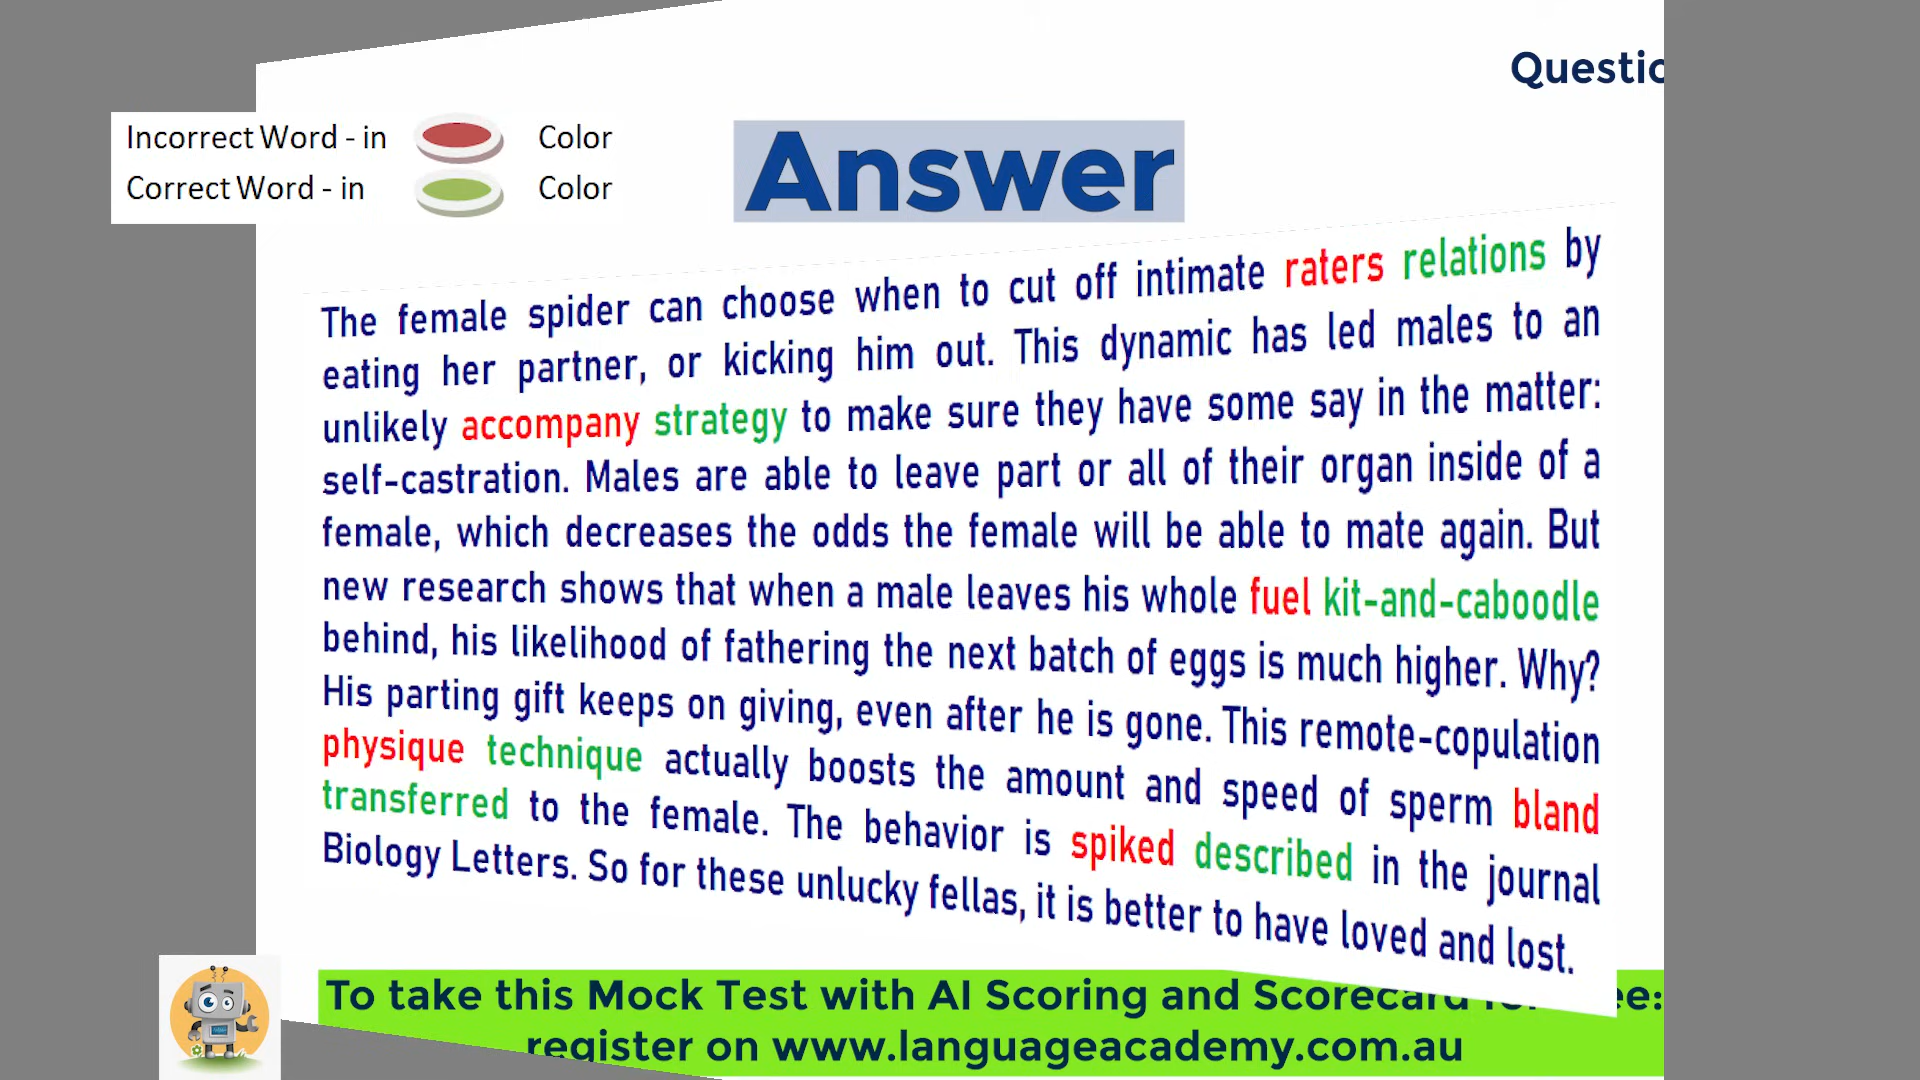 Questio
Incorrect Word - in Color
Correct Word - in Color
Answer
The female spider can choose when to cut off intimate raters relations by
eating her partner, or kicking him out. This dynamic has led males to an
unlikely accompany strategy to make sure they have some say in the matter:
self-castration. Males are able to leave part or all of their organ inside of a
female, which decreases the odds the female will be able to mate again. But
new research shows that when a male leaves his whole fuel kit-and-caboodle
behind, his likelihood of fathering the next batch of eggs is much higher. Why?
His parting gift keeps on giving, even after he is gone. This remote-copulation
physique technique actually boosts the amount and speed of sperm bland
transferred to the female. The behavior is spiked described in the journal
Biology Letters. So for these unlucky fellas, it is better to have loved and lost.
To take this Mock Test with AI Scoring and Scorecard ee:
register on www.languageacademy.com.au